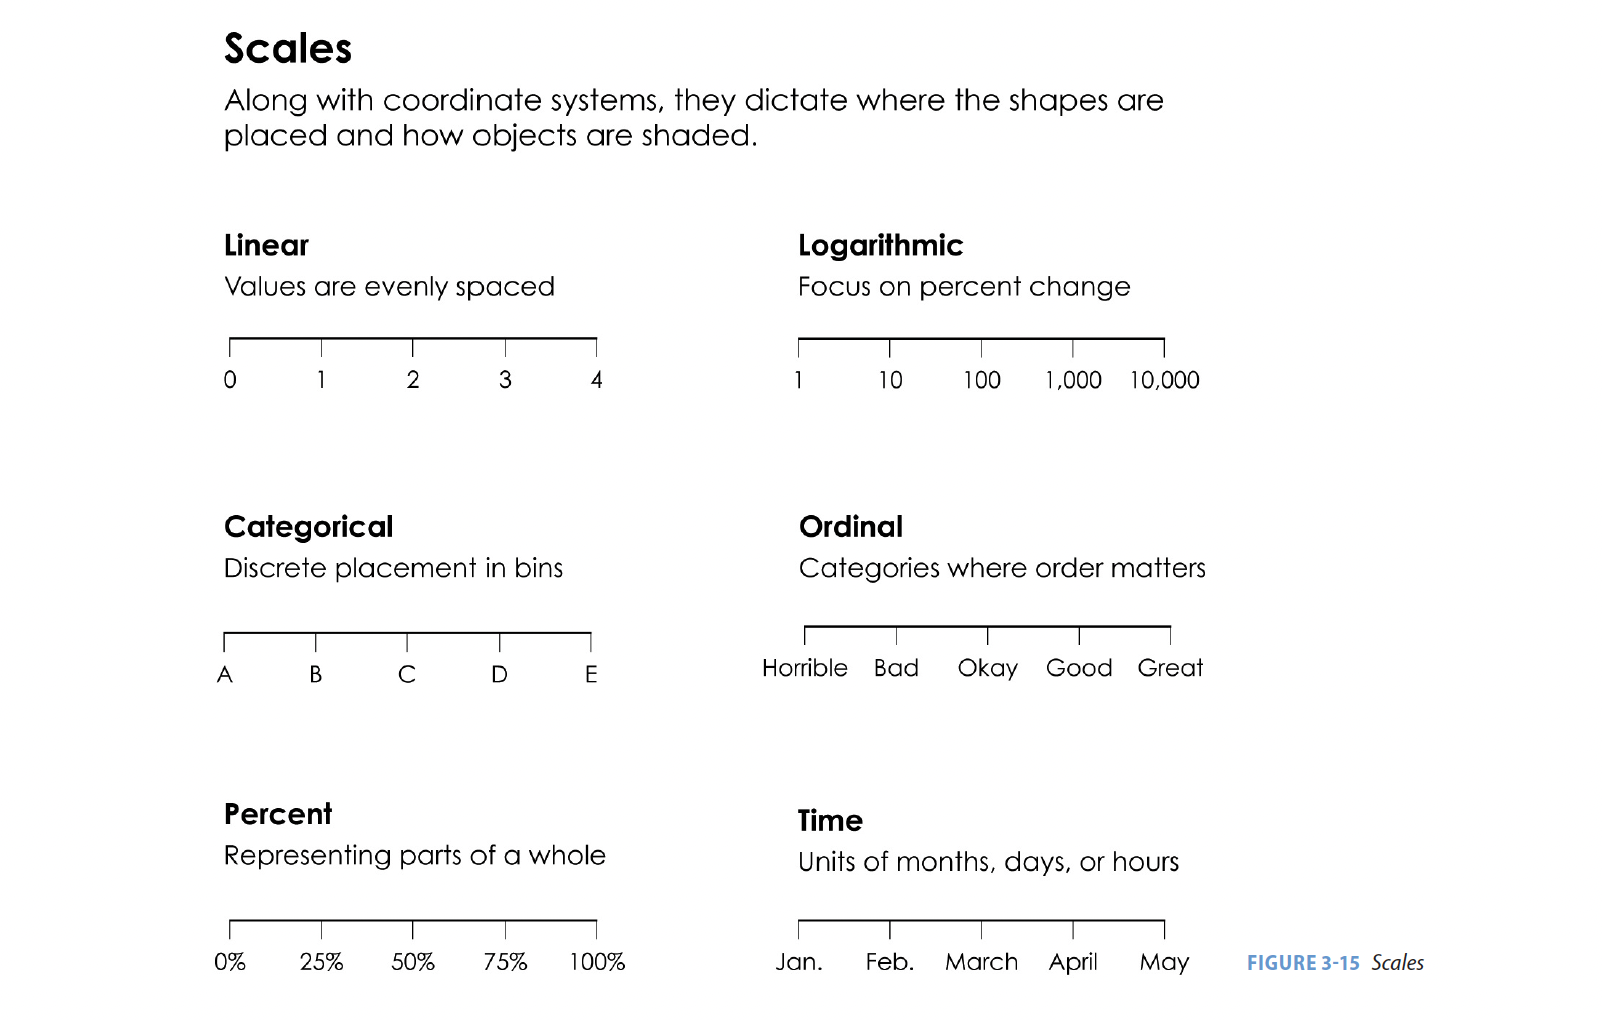 Scales
Along with coordinate systems, they dictate where the shapes are
placed and how objects are shaded.
Linear
Values are evenly spaced
0 1 2 3 4
Logarithmic
Focus on percent change
1 10 100 1,000 10,000
Categorical
Discrete placement in bins
A B C D E
Ordinal
Categories where order matters
Horrible Bad Okay Good Great
Percent
Representing parts of a whole
0% 25% 50% 75% 100%
Time
Units of months, days, or hours
Jan. Feb. March April May
FIGURE 3-15 Scales